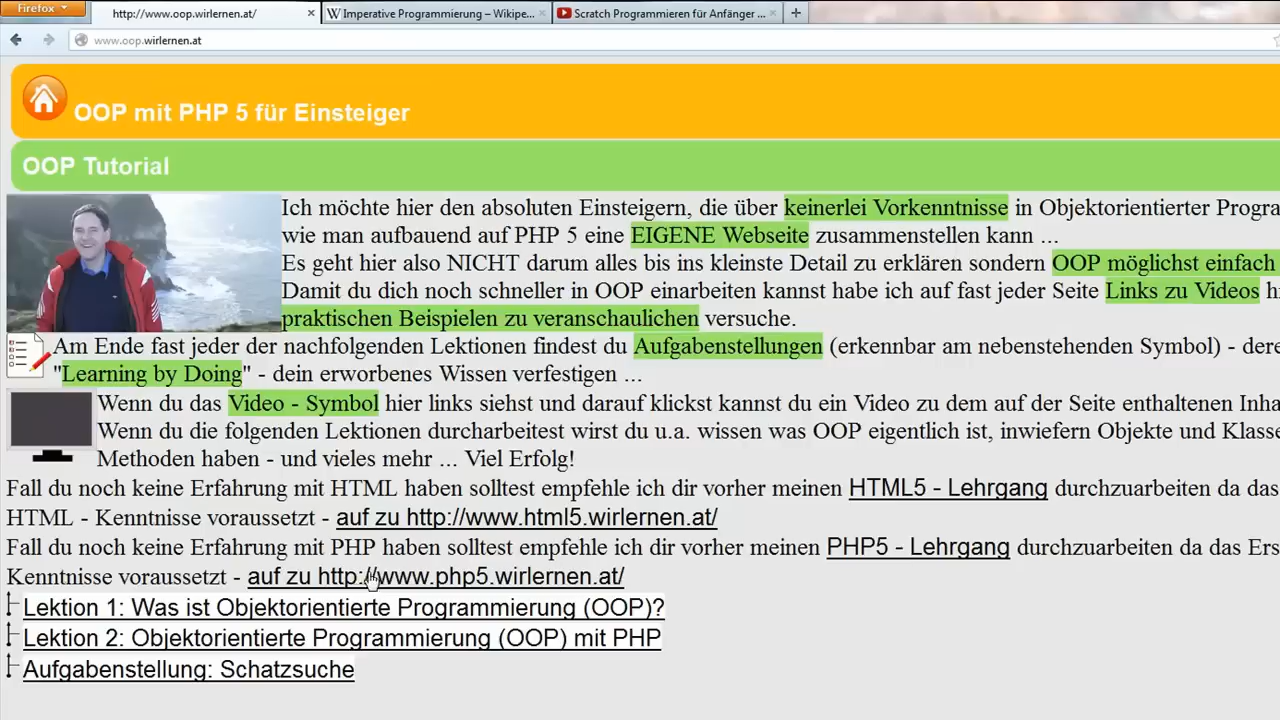 Firefox
http://www.oop.wirlernen.at/
Imperative Programmierung – Wikipe...
Scratch Programmieren für Anfänger ...
www.oop.wirlernen.at
OOP mit PHP 5 für Einsteiger
OOP Tutorial
Ich möchte hier den absoluten Einsteigern, die über keinerlei Vorkenntnisse in Objektorientierter Progra
wie man aufbauend auf PHP 5 eine EIGENE Webseite zusammenstellen kann ...
Es geht hier also NICHT darum alles bis ins kleinste Detail zu erklären sondern OOP möglichst einfach
Damit du dich noch schneller in OOP einarbeiten kannst habe ich auf fast jeder Seite Links zu Videos hi
praktischen Beispielen zu veranschaulichen versuche.
Am Ende fast jeder der nachfolgenden Lektionen findest du Aufgabenstellungen (erkennbar am nebenstehenden Symbol) - dere
"Learning by Doing" - dein erworbenes Wissen verfestigen ...
Wenn du das Video - Symbol hier links siehst und darauf klickst kannst du ein Video zu dem auf der Seite enthaltenen Inha
Wenn du die folgenden Lektionen durcharbeitest wirst du u.a. wissen was OOP eigentlich ist, inwiefern Objekte und Klasse
Methoden haben - und vieles mehr ... Viel Erfolg!
Fall du noch keine Erfahrung mit HTML haben solltest empfehle ich dir vorher meinen HTML5 - Lehrgang durchzuarbeiten da das
HTML - Kenntnisse voraussetzt - auf zu http://www.html5.wirlernen.at/
Fall du noch keine Erfahrung mit PHP haben solltest empfehle ich dir vorher meinen PHP5 - Lehrgang durchzuarbeiten da das Ers
Kenntnisse voraussetzt - auf zu http://www.php5.wirlernen.at/
Lektion 1: Was ist Objektorientierte Programmierung (OOP)?
Lektion 2: Objektorientierte Programmierung (OOP) mit PHP
Aufgabenstellung: Schatzsuche